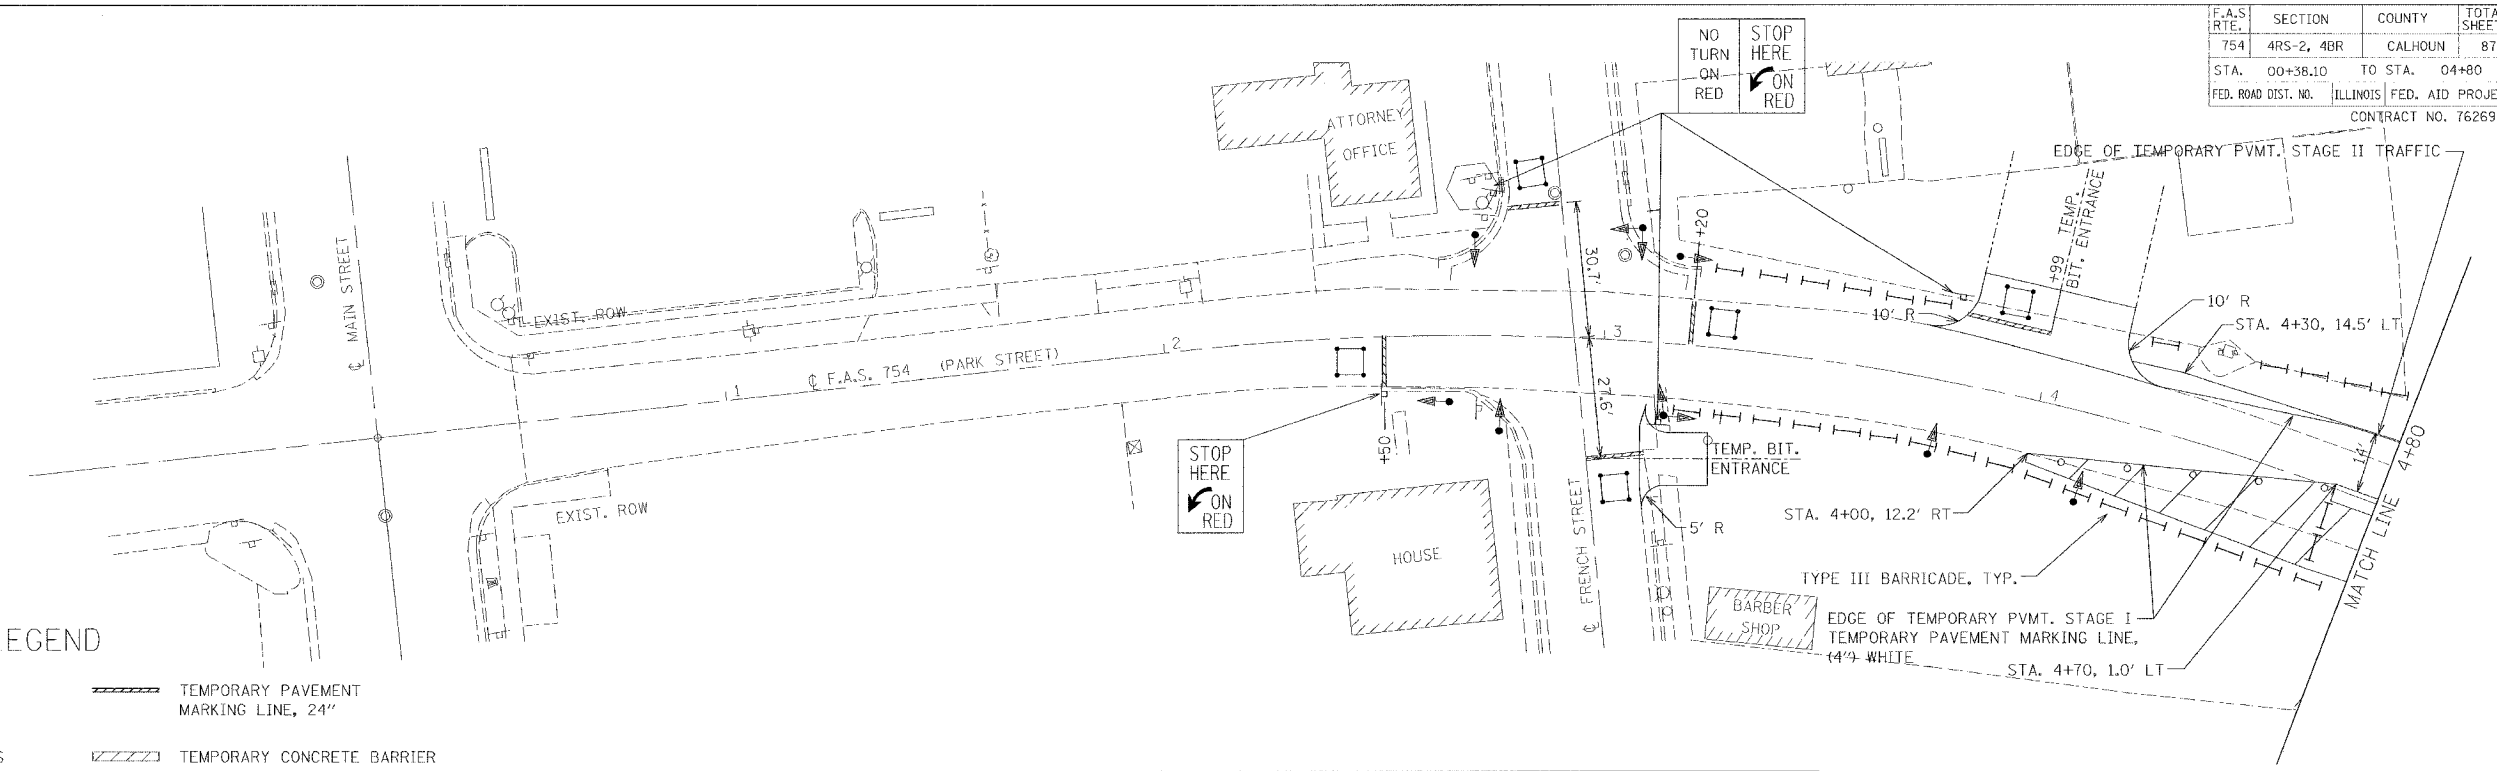 F.A.S RTE. SECTION COUNTY
754 4RS-2, 4BR CALHOUN 87
STA. 00+38.10 TO STA. 04+80
FED. ROAD DIST. NO. ILLINOIS FED. AID
CONTRACT NO. 76269
NO
TURN
ON
RED
STOP
HERE
ON
RED
ATTORNEY
OFFICE
EDGE OF TEMPORARY PVMT. STAGE II TRAFFIC
+99 TEMP.
BIT. ENTRANCE
+20
30.7'
℄ MAIN STREET
EXIST. ROW
10' R
10' R
STA. 4+30, 14.5' LT
1
2
3
4
℄ F.A.S. 754 (PARK STREET)
27.6'
+50
STOP
HERE
ON
RED
TEMP. BIT.
ENTRANCE
14'
4+80
MATCH LINE
EXIST. ROW
5' R
STA. 4+00, 12.2' RT
HOUSE
℄ FRENCH STREET
TYPE III BARRICADE, TYP.
BARBER
SHOP
EDGE OF TEMPORARY PVMT. STAGE I
TEMPORARY PAVEMENT MARKING LINE,
(4") WHITE
STA. 4+70, 1.0' LT
EGEND
TEMPORARY PAVEMENT
MARKING LINE, 24"
S
TEMPORARY CONCRETE BARRIER